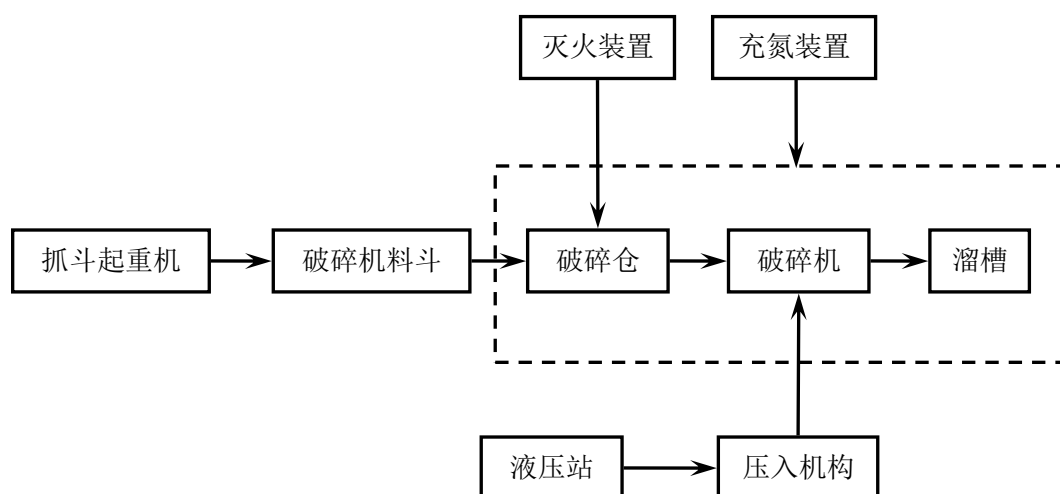 灭火装置
充氮装置
抓斗起重机
破碎机料斗
破碎仓
破碎机
溜槽
液压站
压入机构